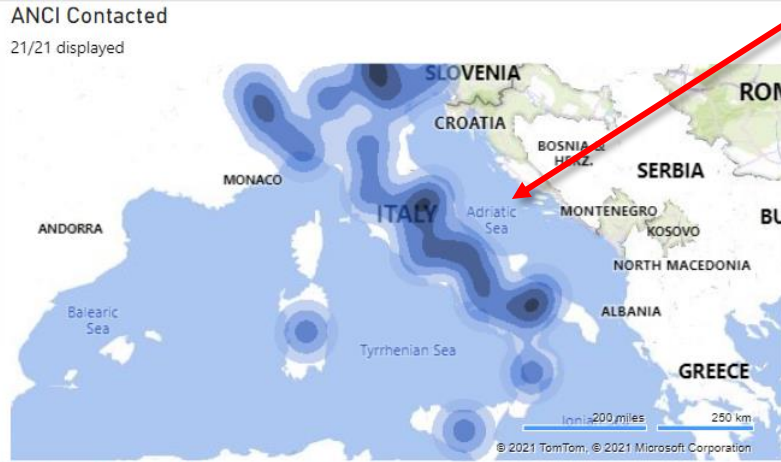 ANCI Contacted
21/21 displayed
SLOVENIA
ROM
CROATIA
BOSNIA &
HERZ.
SERBIA
MONACO
ITALY
Adriatic
Sea
MONTENEGRO
BU
ANDORRA
KOSOVO
NORTH MACEDONIA
Balearic
Sea
ALBANIA
Tyrrhenian Sea
GREECE
Ionian
200 miles
250 km
© 2021 TomTom, © 2021 Microsoft Corporation